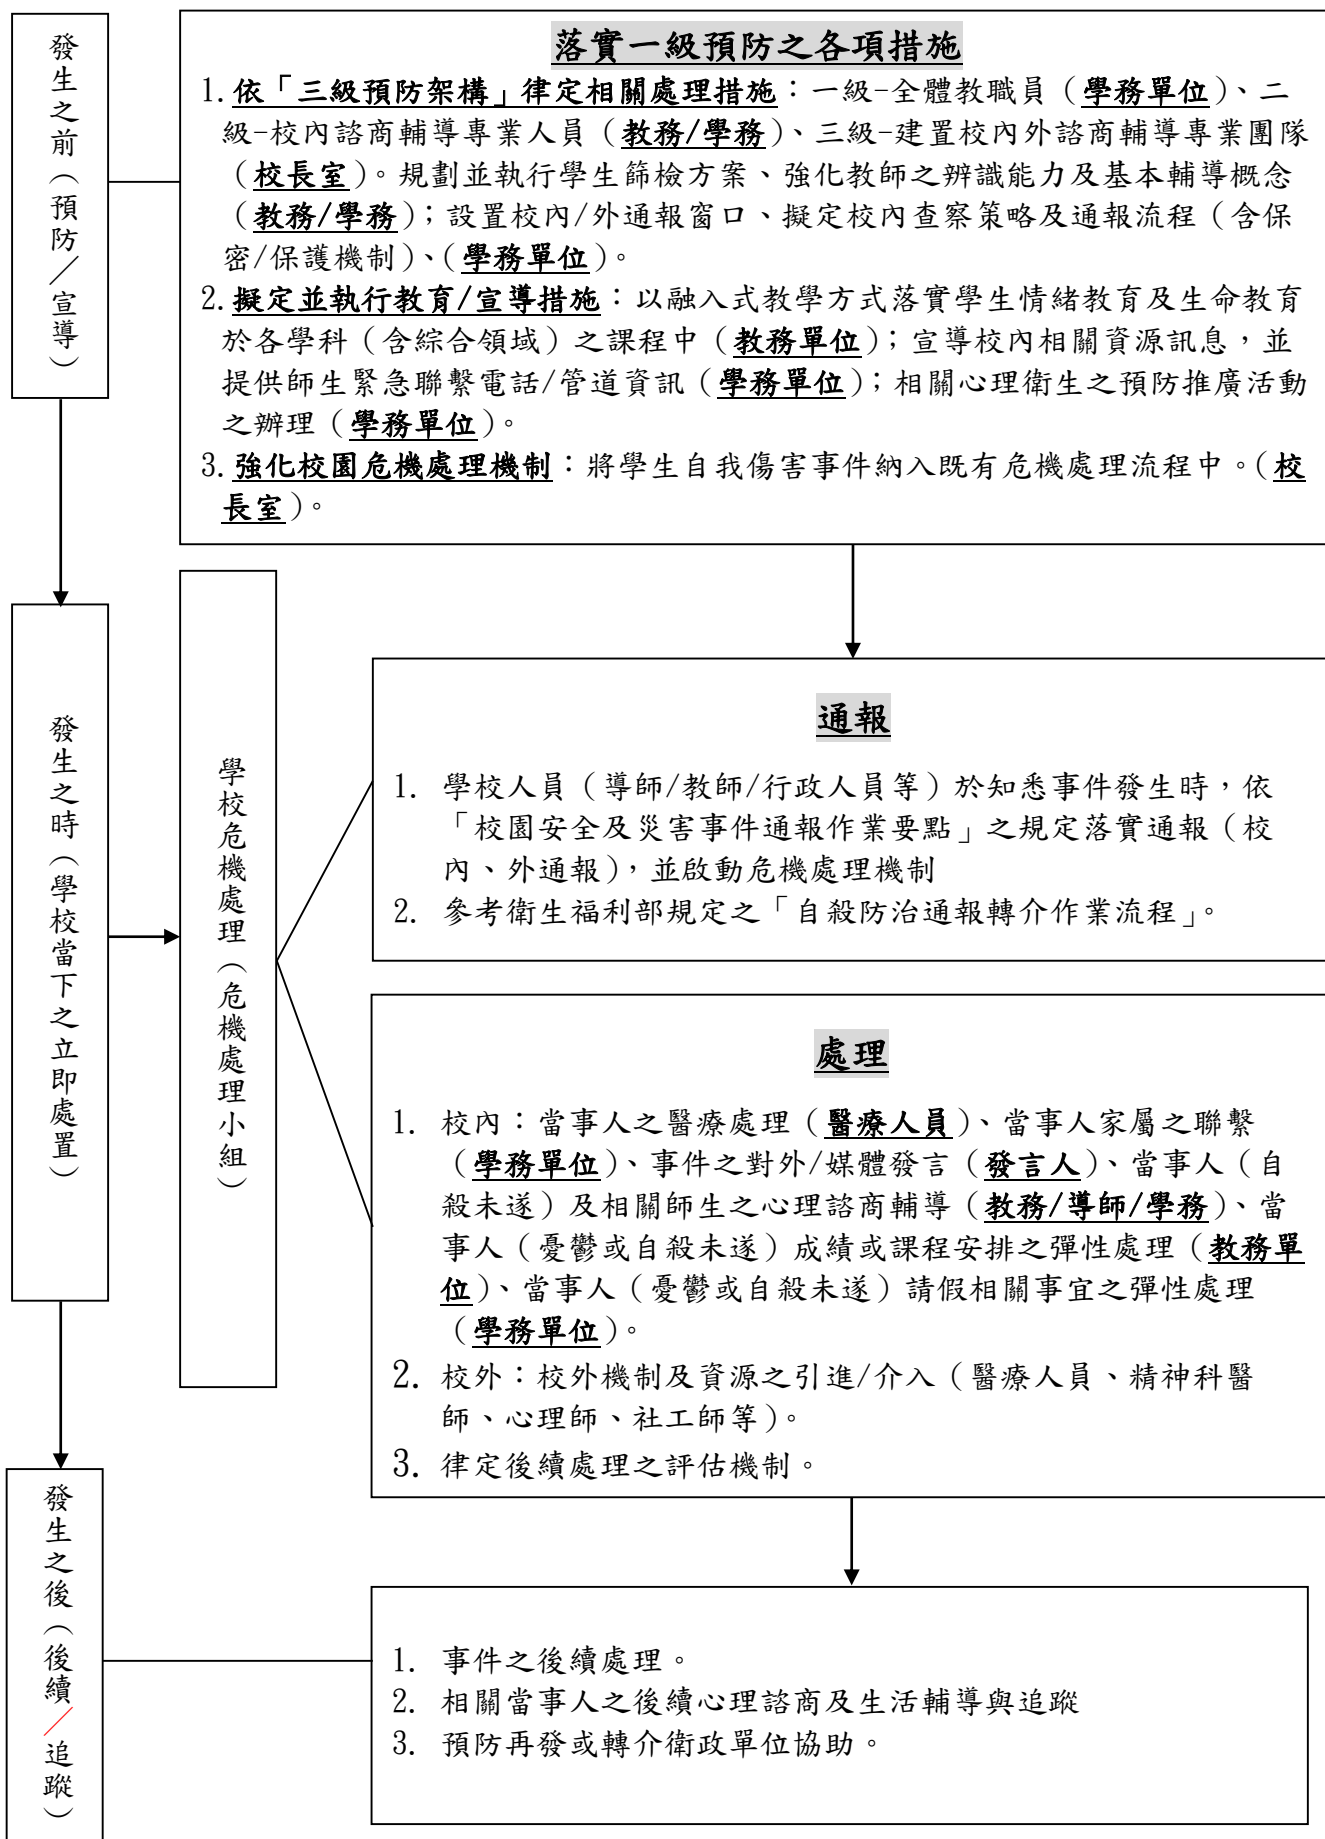 發生之前（預防／宣導）
落實一級預防之各項措施
1.依「三級預防架構」律定相關處理措施：一級-全體教職員（學務單位）、二
級-校內諮商輔導專業人員（教務/學務）、三級-建置校內外諮商輔導專業團隊
（校長室）。規劃並執行學生篩檢方案、強化教師之辨識能力及基本輔導概念
（教務/學務）；設置校內/外通報窗口、擬定校內查察策略及通報流程（含保
密/保護機制）、（學務單位）。
2.擬定並執行教育/宣導措施：以融入式教學方式落實學生情緒教育及生命教育
於各學科（含綜合領域）之課程中（教務單位）；宣導校內相關資源訊息，並
提供師生緊急聯繫電話/管道資訊（學務單位）；相關心理衛生之預防推廣活動
之辦理（學務單位）。
3.強化校園危機處理機制：將學生自我傷害事件納入既有危機處理流程中。（校
長室）。
發生之時（學校當下之立即處置）
學校危機處理（危機處理小組）
通報
1. 學校人員（導師/教師/行政人員等）於知悉事件發生時，依
「校園安全及災害事件通報作業要點」之規定落實通報（校
內、外通報），並啟動危機處理機制
2. 參考衛生福利部規定之「自殺防治通報轉介作業流程」。
處理
1. 校內：當事人之醫療處理（醫療人員）、當事人家屬之聯繫
（學務單位）、事件之對外/媒體發言（發言人）、當事人（自
殺未遂）及相關師生之心理諮商輔導（教務/導師/學務）、當
事人（憂鬱或自殺未遂）成績或課程安排之彈性處理（教務單
位）、當事人（憂鬱或自殺未遂）請假相關事宜之彈性處理
（學務單位）。
2. 校外：校外機制及資源之引進/介入（醫療人員、精神科醫
師、心理師、社工師等）。
3. 律定後續處理之評估機制。
發生之後（後續／追蹤）
1. 事件之後續處理。
2. 相關當事人之後續心理諮商及生活輔導與追蹤
3. 預防再發或轉介衛政單位協助。